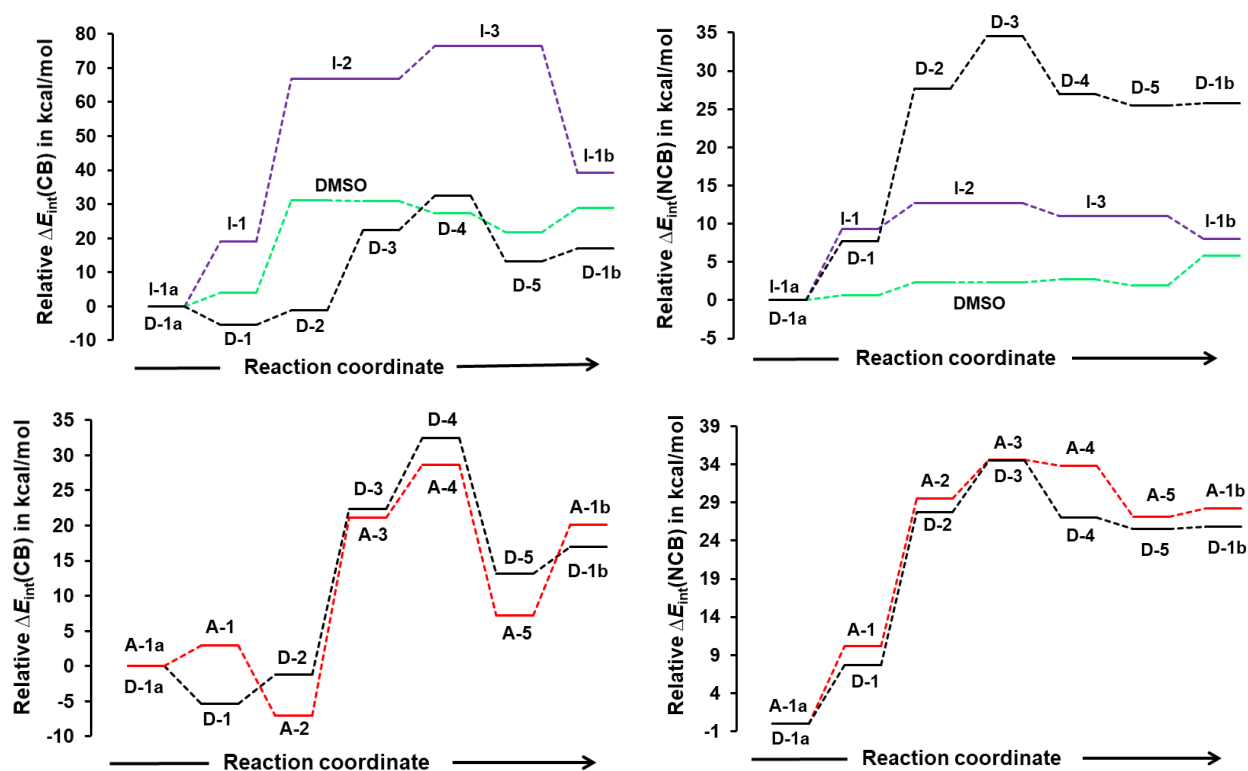 Relative ΔEint(CB) in kcal/mol
80
70
60
50
40
30
20
10
0
-10
I-3
I-2
I-1b
DMSO
I-1
D-4
D-3
I-1a
D-1a
D-1
D-2
D-5
D-1b
Reaction coordinate
Relative ΔEint(NCB) in kcal/mol
35
30
25
20
15
10
5
0
-5
D-3
D-2
D-4
D-5
D-1b
I-2
I-1
I-3
D-1
I-1b
I-1a
D-1a
DMSO
Reaction coordinate
Relative ΔEint(CB) in kcal/mol
35
30
25
20
15
10
5
0
-5
-10
D-4
D-3
A-4
A-3
A-1b
D-5
D-1b
A-1a
A-1
D-2
D-1a
D-1
A-2
A-5
Reaction coordinate
Relative ΔEint(NCB) in kcal/mol
39
34
29
24
19
14
9
4
-1
A-3
A-4
A-2
D-3
A-5
A-1b
D-2
D-4
D-5
D-1b
A-1
D-1
A-1a
D-1a
Reaction coordinate